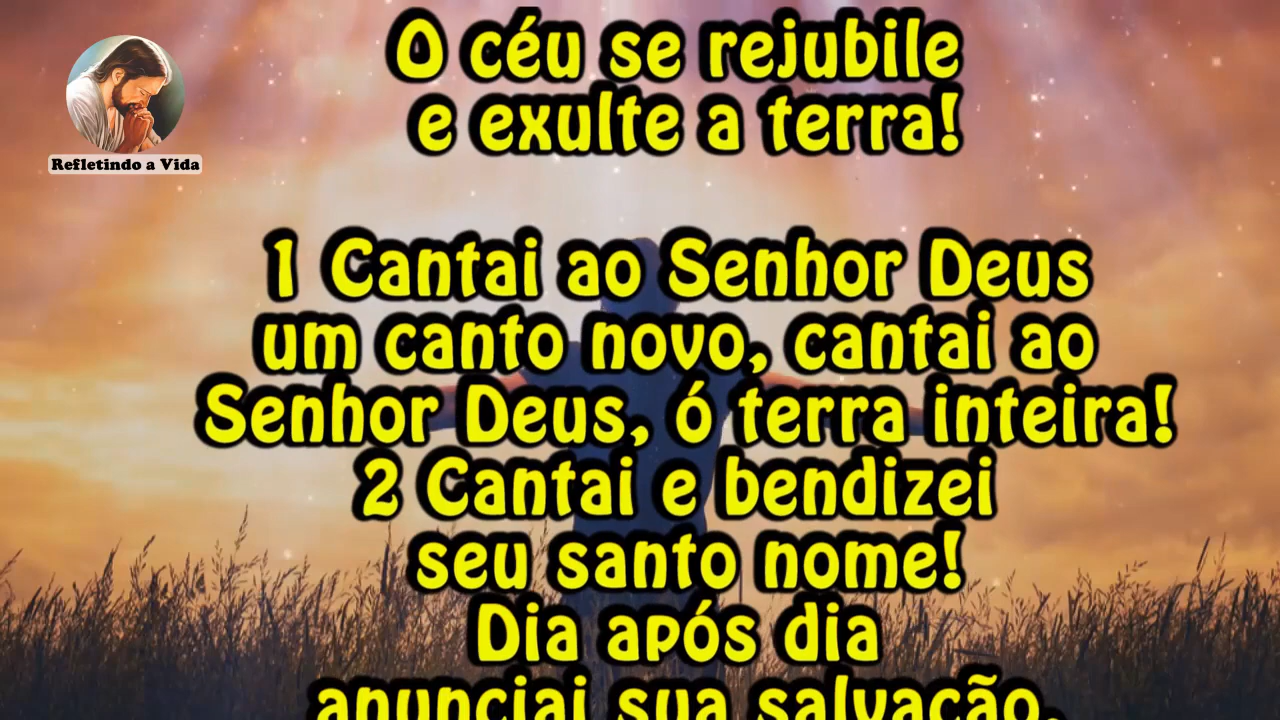 Refletindo a Vida
O céu se rejubile
e exulte a terra!
1 Cantai ao Senhor Deus
um canto novo, cantai ao
Senhor Deus, ó terra inteira!
2 Cantai e bendizei
seu santo nome!
Dia após dia
anunciai sua salvação,